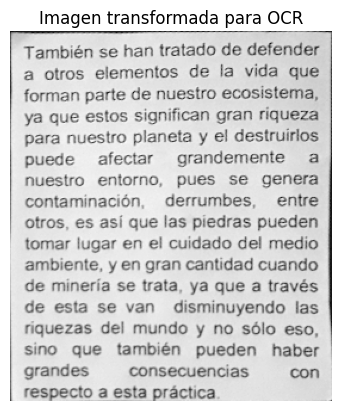 Imagen transformada para OCR
También se han tratado de defender
a otros elementos de la vida que
forman parte de nuestro ecosistema,
ya que estos significan gran riqueza
para nuestro planeta y el destruirlos
puede afectar grandemente a
nuestro entorno, pues se genera
contaminación, derrumbes, entre
otros, es así que las piedras pueden
tomar lugar en el cuidado del medio
ambiente, y en gran cantidad cuando
de minería se trata, ya que a través
de esta se van disminuyendo las
riquezas del mundo y no sólo eso,
sino que también pueden haber
grandes consecuencias con
respecto a esta práctica.